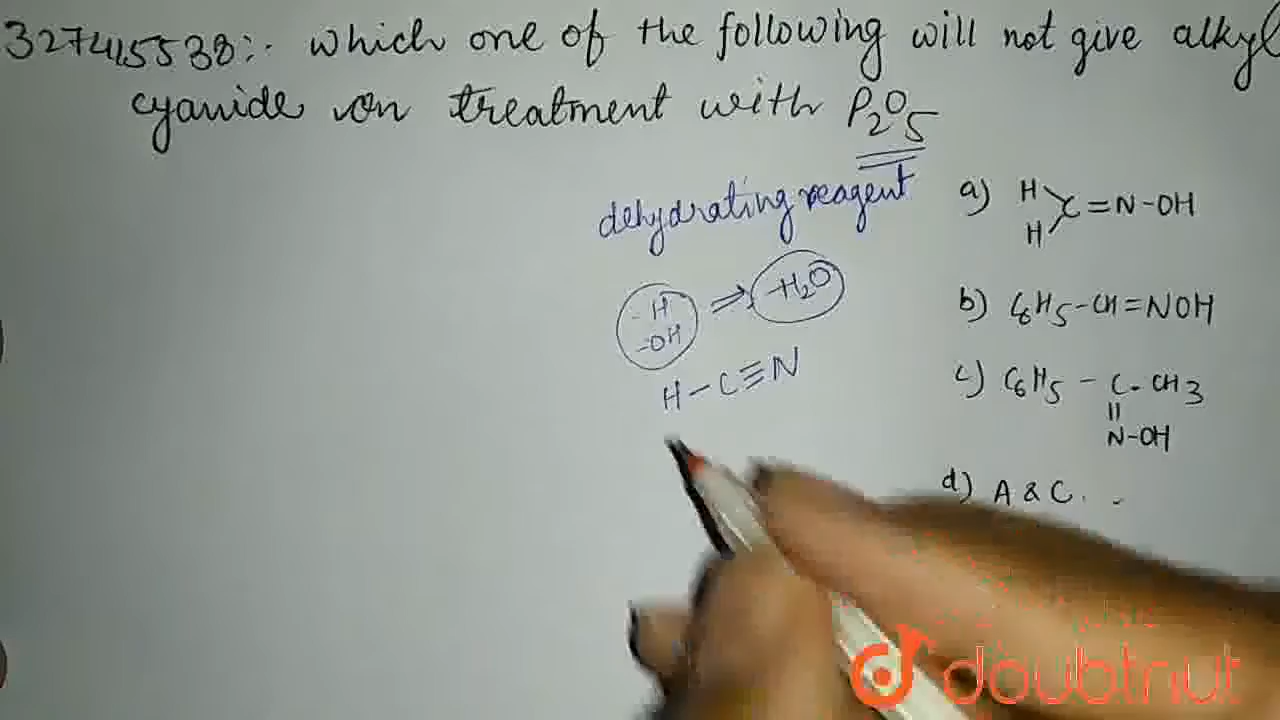 327415538:- which one of the following will not give alkyl
cyanide on treatment with P₂O₅
dehydrating reagent
-H
-OH
⇒
-H₂O
H-C≡N
a) H
H
C=N-OH
b) C₆H₅-CH=NOH
c) C₆H₅-C-CH₃
||
N-OH
d) A & C.
doubtnut